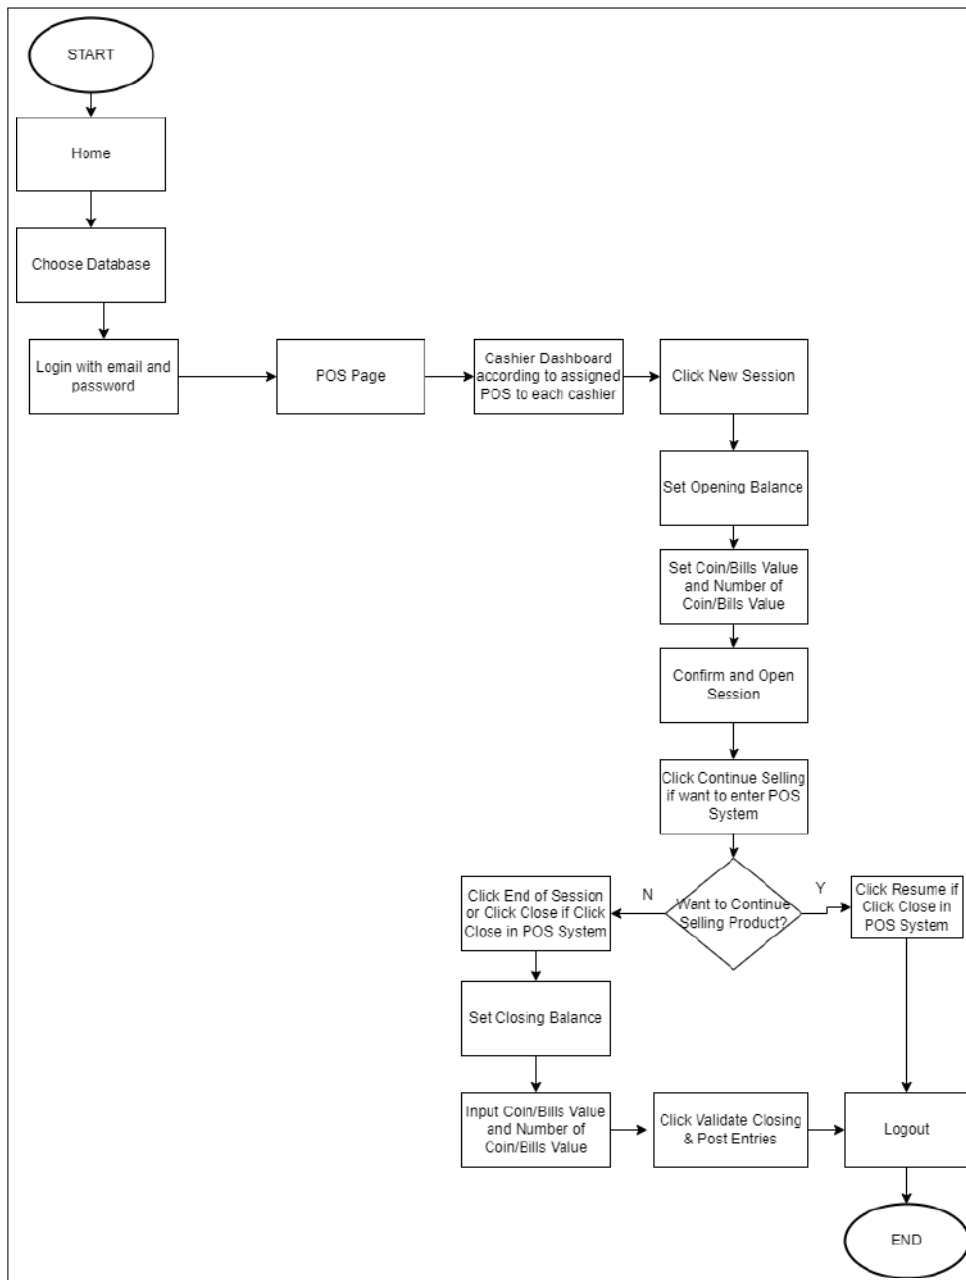 START
Home
Choose Database
Login with email and
password
POS Page
Cashier Dashboard
according to assigned
POS to each cashier
Click New Session
Set Opening Balance
Set Coin/Bills Value
and Number of
Coin/Bills Value
Confirm and Open
Session
Click Continue Selling
if want to enter POS
System
Want to Continue
Selling Product?
N
Y
Click End of Session
or Click Close if Click
Close in POS System
Click Resume if
Click Close in
POS System
Set Closing Balance
Input Coin/Bills Value
and Number of
Coin/Bills Value
Click Validate Closing
& Post Entries
Logout
END